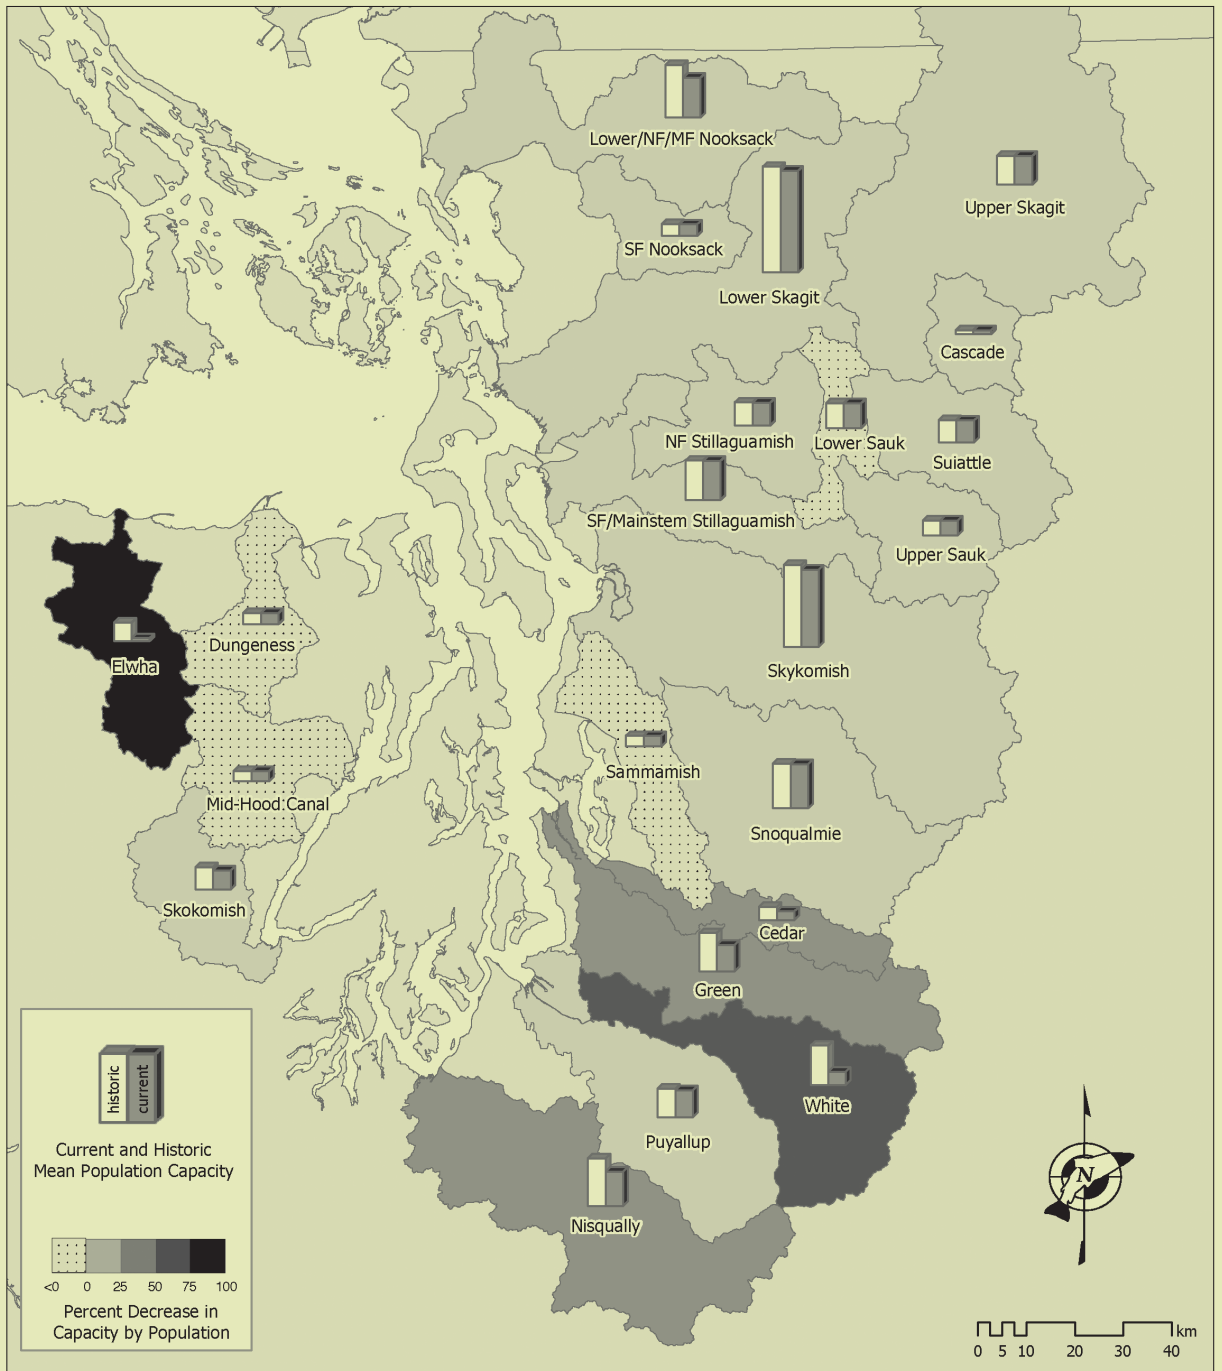 Lower/NF/MF Nooksack
Upper Skagit
SF Nooksack
Lower Skagit
Cascade
NF Stillaguamish
Lower Sauk
Suiattle
SF/Mainstem Stillaguamish
Upper Sauk
Dungeness
Elwha
Skykomish
Sammamish
Mid-Hood Canal
Snoqualmie
Skokomish
Cedar
Green
White
Puyallup
Nisqually
historic
current
Current and Historic
Mean Population Capacity
<0 0 25 50 75 100
Percent Decrease in
Capacity by Population
N
km
0 5 10 20 30 40